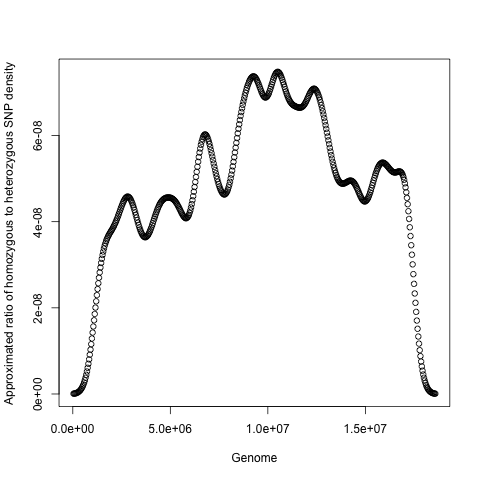 Approximated ratio of homozygous to heterozygous SNP density
6e-08
4e-08
2e-08
0e+00
0.0e+00 5.0e+06 1.0e+07 1.5e+07
Genome